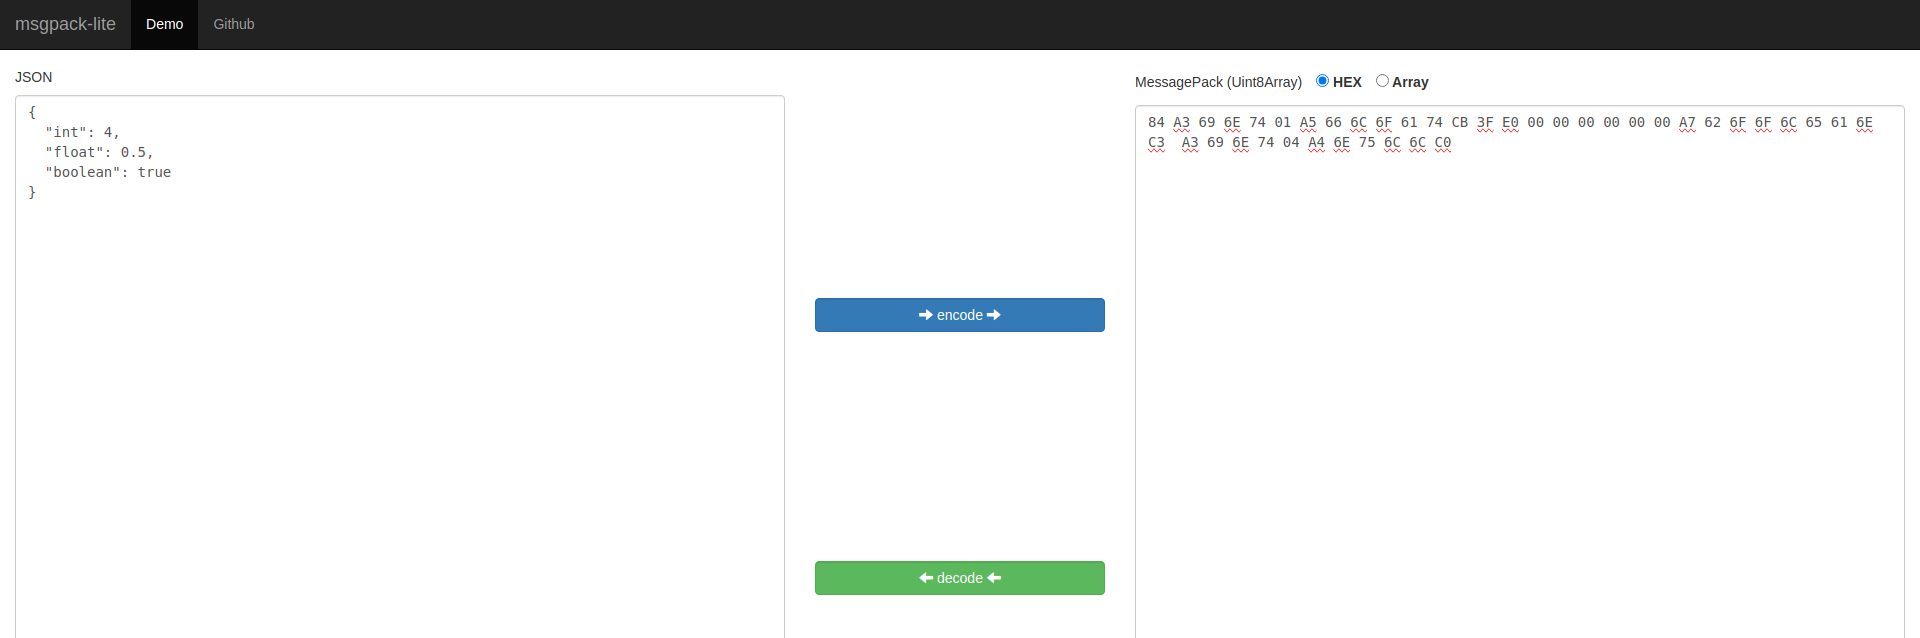 msgpack-lite Demo Github
JSON
{
  "int": 4,
  "float": 0.5,
  "boolean": true
}
encode
decode
MessagePack (Uint8Array) HEX Array
84 A3 69 6E 74 01 A5 66 6C 6F 61 74 CB 3F E0 00 00 00 00 00 00 A7 62 6F 6F 6C 65 61 6E
C3  A3 69 6E 74 04 A4 6E 75 6C 6C C0